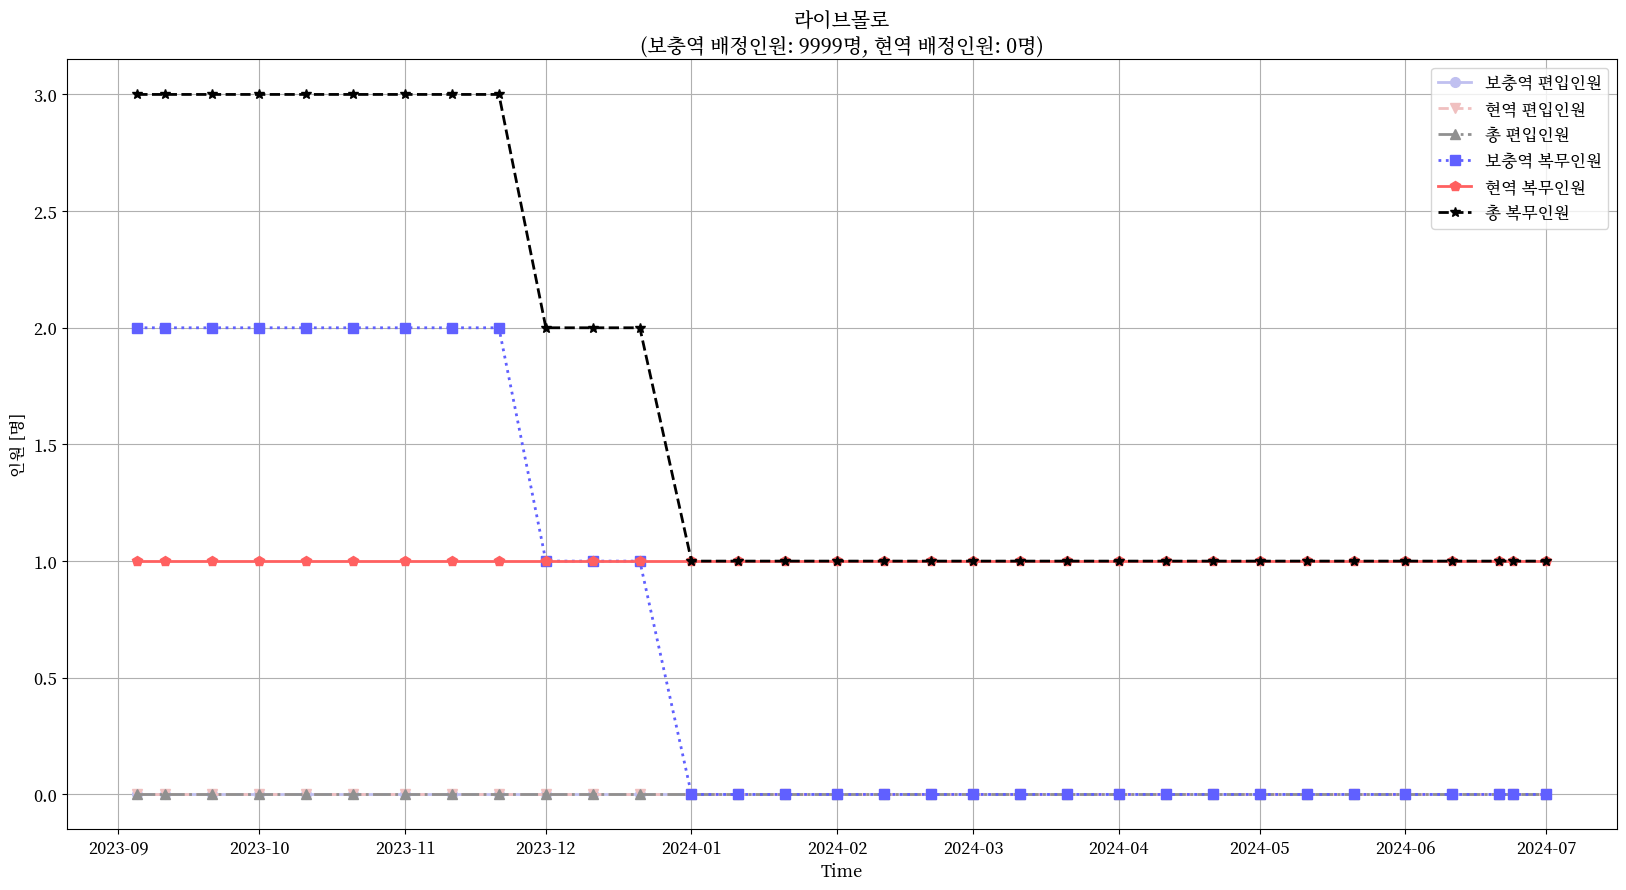 라이브몰로
(보충역 배정인원: 9999명, 현역 배정인원: 0명)
보충역 편입인원
현역 편입인원
총 편입인원
보충역 복무인원
현역 복무인원
총 복무인원
인원 [명]
3.0
2.5
2.0
1.5
1.0
0.5
0.0
2023-09
2023-10
2023-11
2023-12
2024-01
2024-02
2024-03
2024-04
2024-05
2024-06
2024-07
Time